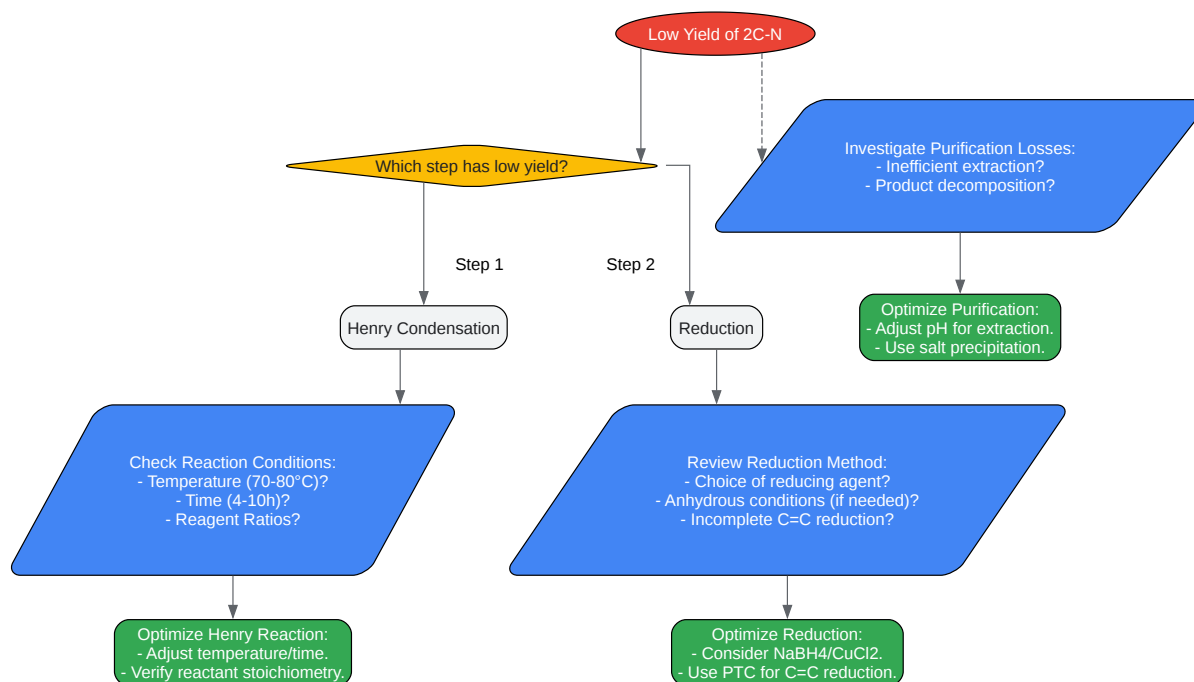 Low Yield of 2C-N
Investigate Purification Losses:
- Inefficient extraction?
- Product decomposition?
Which step has low yield?
Step 1
Step 2
Optimize Purification:
- Adjust pH for extraction.
- Use salt precipitation.
Henry Condensation
Reduction
Check Reaction Conditions:
- Temperature (70-80°C)?
- Time (4-10h)?
- Reagent Ratios?
Review Reduction Method:
- Choice of reducing agent?
- Anhydrous conditions (if needed)?
- Incomplete C=C reduction?
Optimize Henry Reaction:
- Adjust temperature/time.
- Verify reactant stoichiometry.
Optimize Reduction:
- Consider NaBH4/CuCl2.
- Use PTC for C=C reduction.